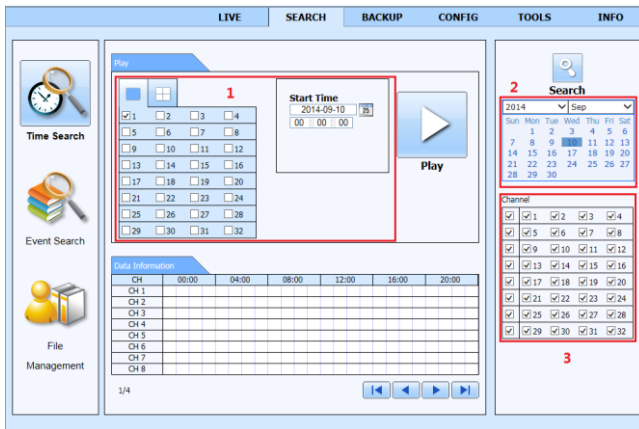 LIVE SEARCH BACKUP CONFIG TOOLS INFO
Time Search
Event Search
File
Management
Play
1
1 2 3 4
5 6 7 8
9 10 11 12
13 14 15 16
17 18 19 20
21 22 23 24
25 26 27 28
29 30 31 32
Start Time
2014-09-10 25
00 00 00
Play
Data Information
CH 00:00 04:00 08:00 12:00 16:00 20:00
CH 1
CH 2
CH 3
CH 4
CH 5
CH 6
CH 7
CH 8
1/4
Search
2
2014 Sep
Sun Mon Tue Wed Thu Fri Sat
1 2 3 4 5 6
7 8 9 10 11 12 13
14 15 16 17 18 19 20
21 22 23 24 25 26 27
28 29 30
Channel
1 2 3 4
5 6 7 8
9 10 11 12
13 14 15 16
17 18 19 20
21 22 23 24
25 26 27 28
29 30 31 32
3